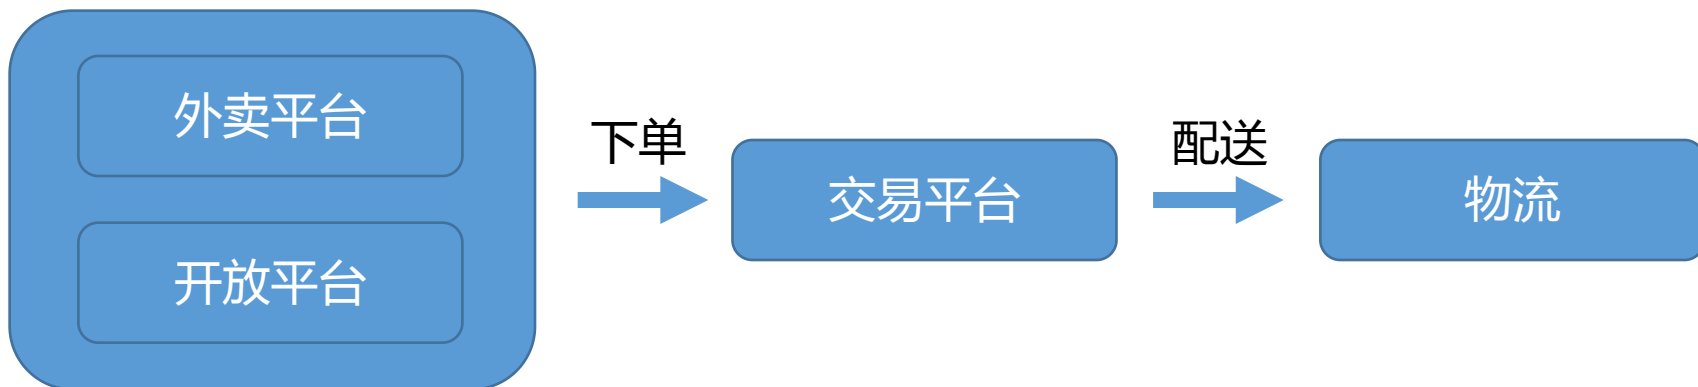 外卖平台
开放平台
下单
交易平台
配送
物流